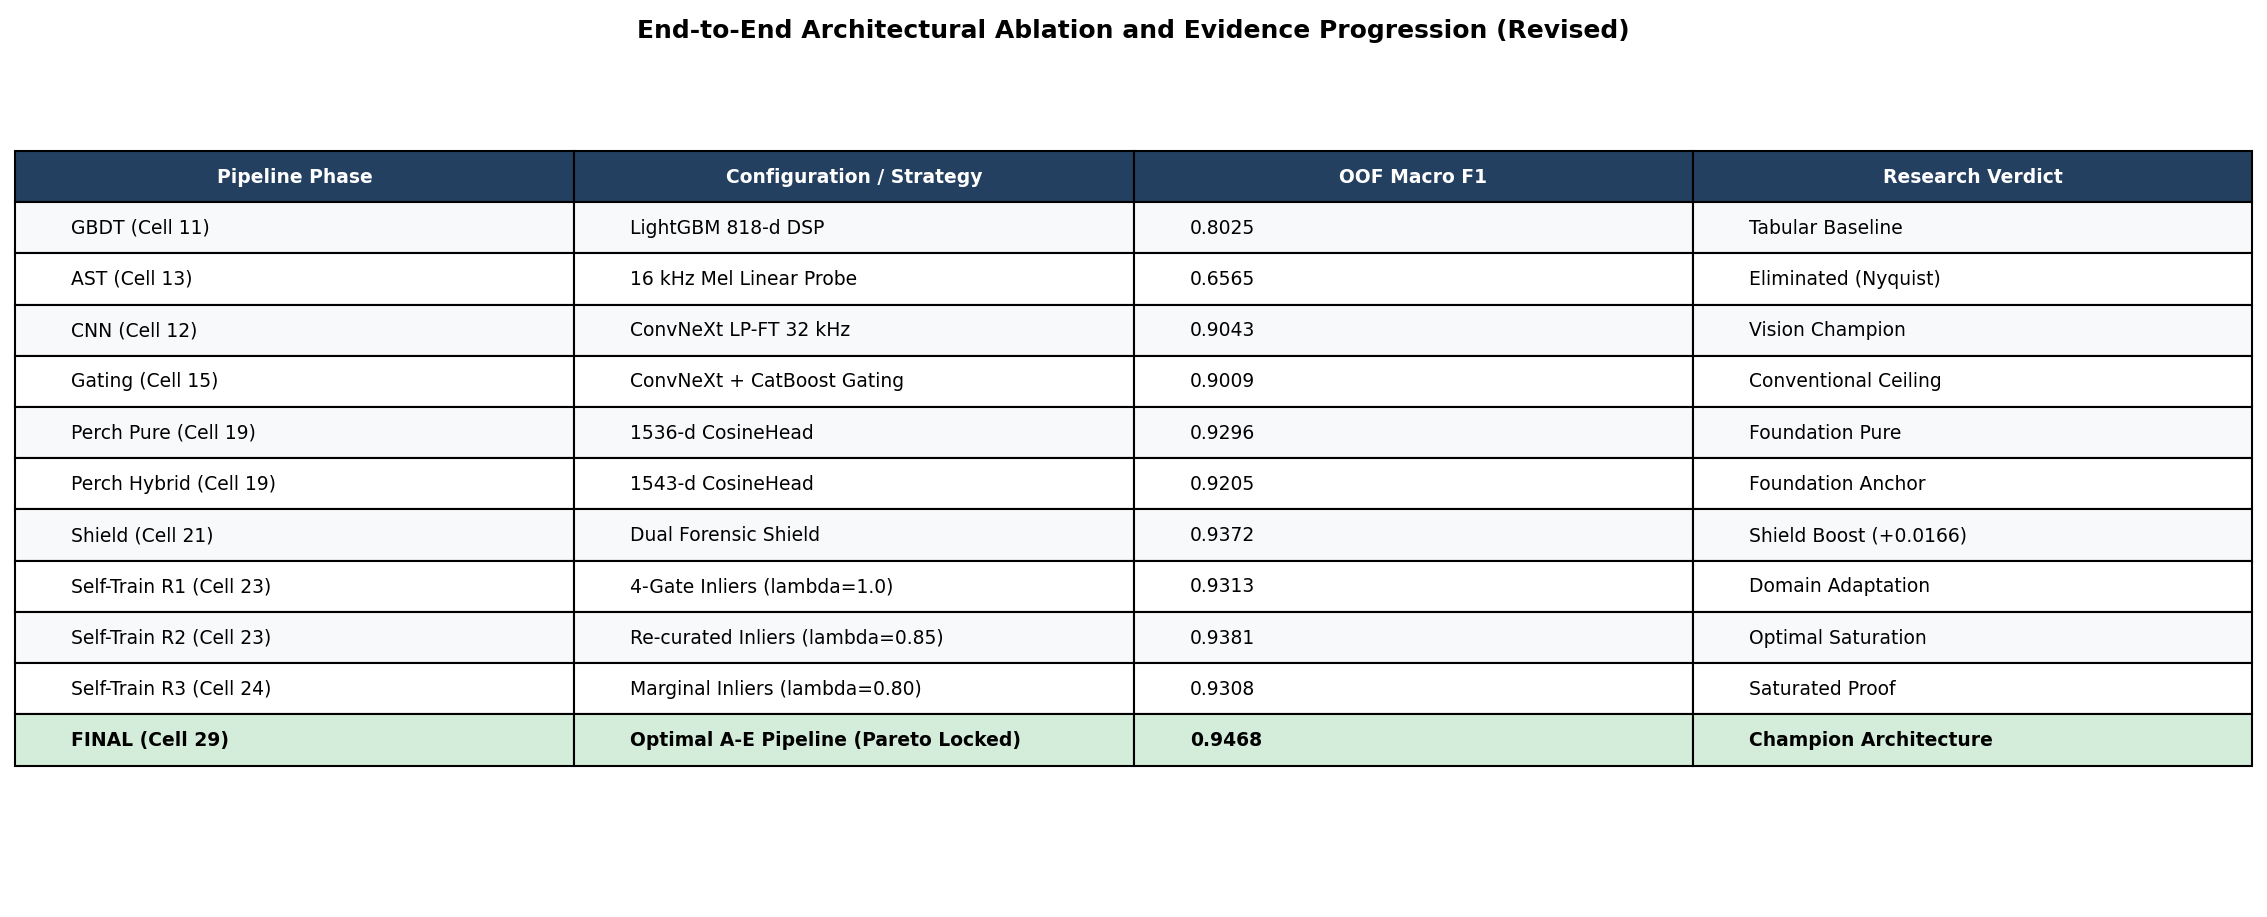 End-to-End Architectural Ablation and Evidence Progression (Revised)
Pipeline Phase Configuration / Strategy OOF Macro F1 Research Verdict
GBDT (Cell 11) LightGBM 818-d DSP 0.8025 Tabular Baseline
AST (Cell 13) 16 kHz Mel Linear Probe 0.6565 Eliminated (Nyquist)
CNN (Cell 12) ConvNeXt LP-FT 32 kHz 0.9043 Vision Champion
Gating (Cell 15) ConvNeXt + CatBoost Gating 0.9009 Conventional Ceiling
Perch Pure (Cell 19) 1536-d CosineHead 0.9296 Foundation Pure
Perch Hybrid (Cell 19) 1543-d CosineHead 0.9205 Foundation Anchor
Shield (Cell 21) Dual Forensic Shield 0.9372 Shield Boost (+0.0166)
Self-Train R1 (Cell 23) 4-Gate Inliers (lambda=1.0) 0.9313 Domain Adaptation
Self-Train R2 (Cell 23) Re-curated Inliers (lambda=0.85) 0.9381 Optimal Saturation
Self-Train R3 (Cell 24) Marginal Inliers (lambda=0.80) 0.9308 Saturated Proof
FINAL (Cell 29) Optimal A-E Pipeline (Pareto Locked) 0.9468 Champion Architecture